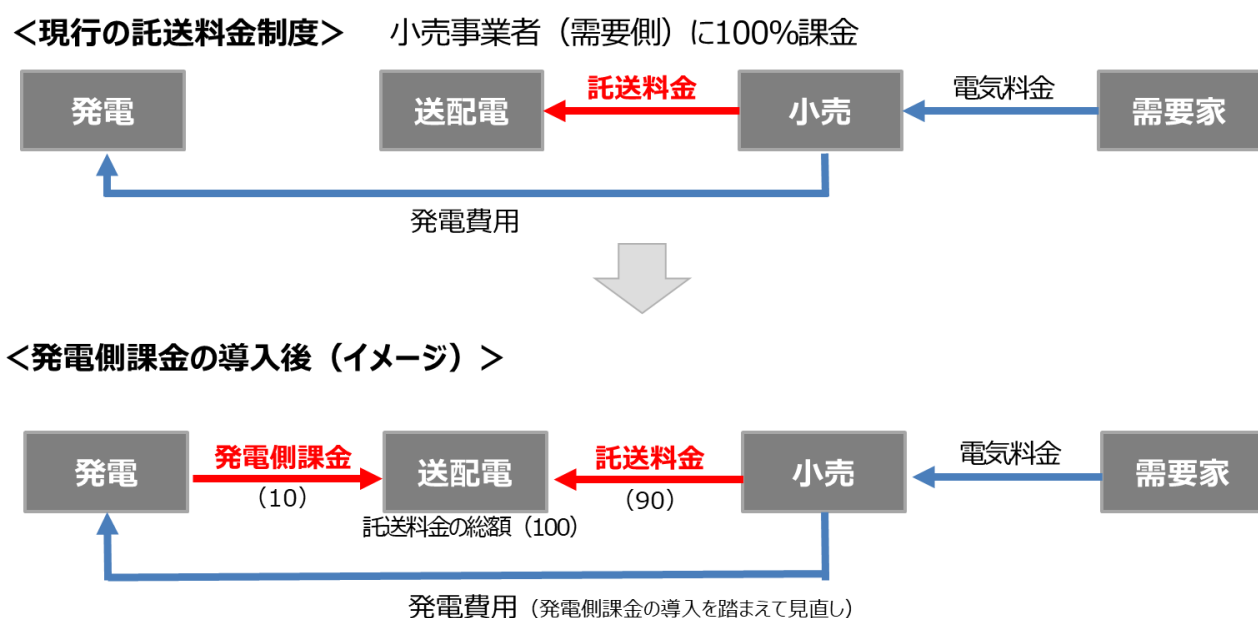 ＜現行の託送料金制度＞ 小売事業者（需要側）に100%課金
発電 送配電 託送料金 小売 電気料金 需要家
発電費用
＜発電側課金の導入後（イメージ）＞
発電 発電側課金 送配電 託送料金 小売 電気料金 需要家
（10） （90）
託送料金の総額（100）
発電費用（発電側課金の導入を踏まえて見直し）